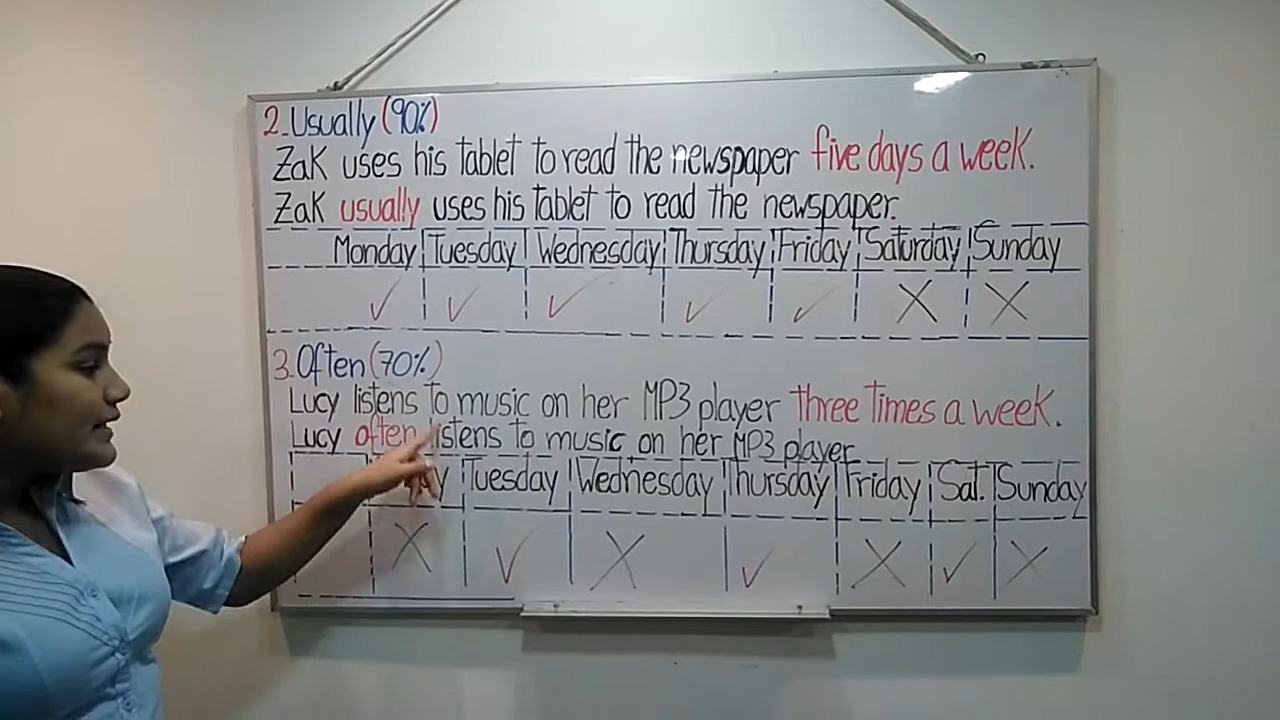 2. Usually (90%)
Zak uses his tablet to read the newspaper five days a week.
Zak usually uses his tablet to read the newspaper.
Monday Tuesday Wednesday Thursday Friday Saturday Sunday
✓ ✓ ✓ ✓ ✓ X X
3. Often (70%)
Lucy listens to music on her MP3 player three times a week.
Lucy often listens to music on her MP3 player
Tuesday Wednesday Thursday Friday Sat. Sunday
X ✓ X ✓ X ✓ X